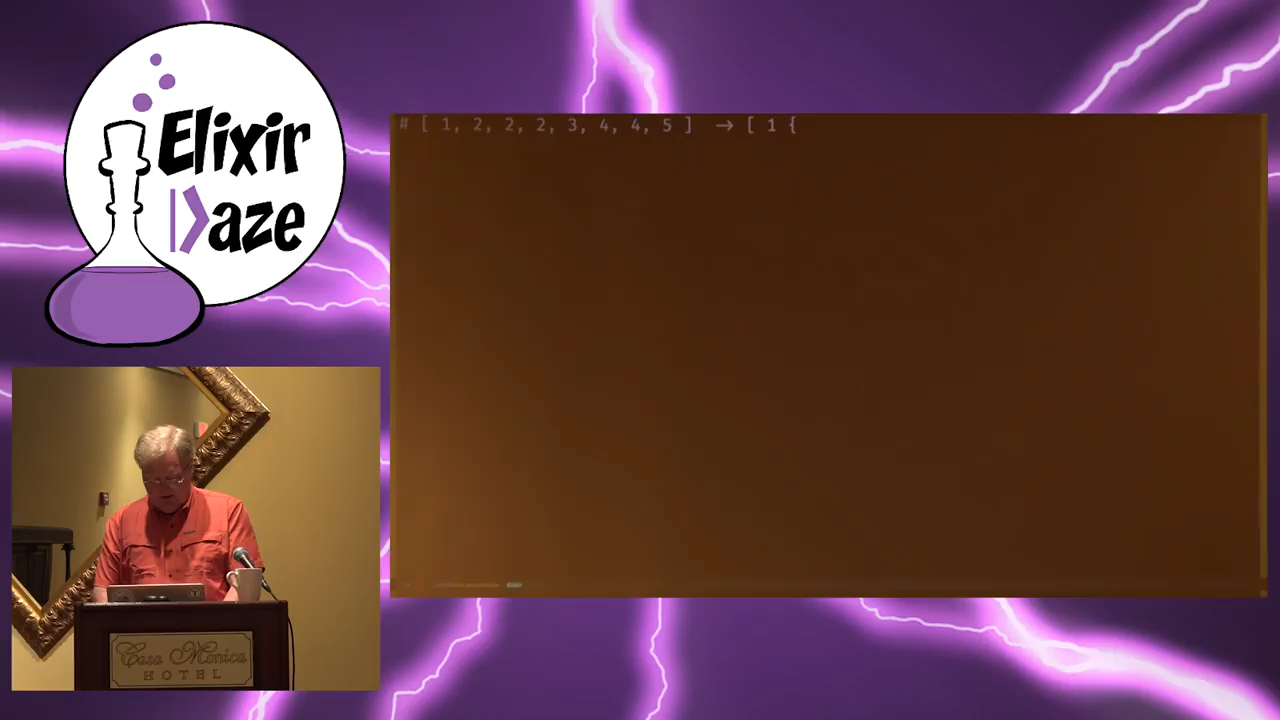 Elixir
|>aze
# [ 1, 2, 2, 2, 3, 4, 4, 5 ] → [ 1 {
Casa Monica
HOTEL